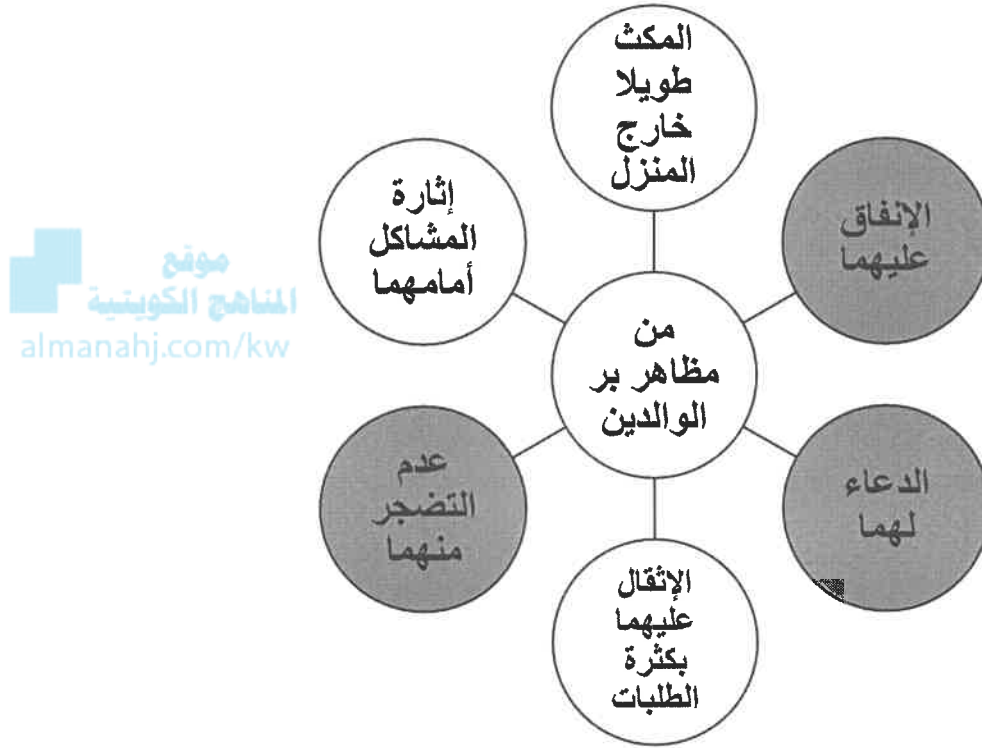 المكث
طويلا
خارج
المنزل
الإنفاق
عليهما
إثارة
المشاكل
أمامهما
موقع
المناهج الكويتية
almanahj.com/kw
من
مظاهر بر
الوالدين
الدعاء
لهما
عدم
التضجر
منهما
الإثقال
عليهما
بكثرة
الطلبات